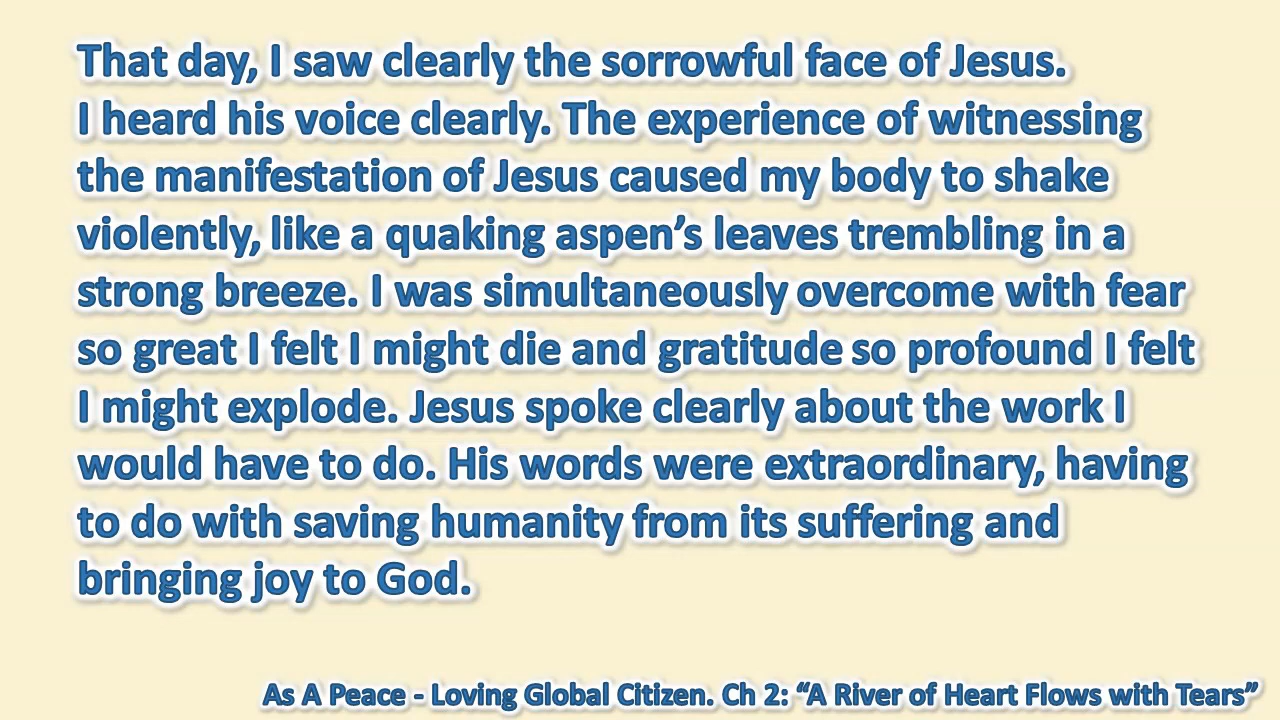 That day, I saw clearly the sorrowful face of Jesus.
I heard his voice clearly. The experience of witnessing
the manifestation of Jesus caused my body to shake
violently, like a quaking aspen’s leaves trembling in a
strong breeze. I was simultaneously overcome with fear
so great I felt I might die and gratitude so profound I felt
I might explode. Jesus spoke clearly about the work I
would have to do. His words were extraordinary, having
to do with saving humanity from its suffering and
bringing joy to God.
As A Peace - Loving Global Citizen. Ch 2: “A River of Heart Flows with Tears”